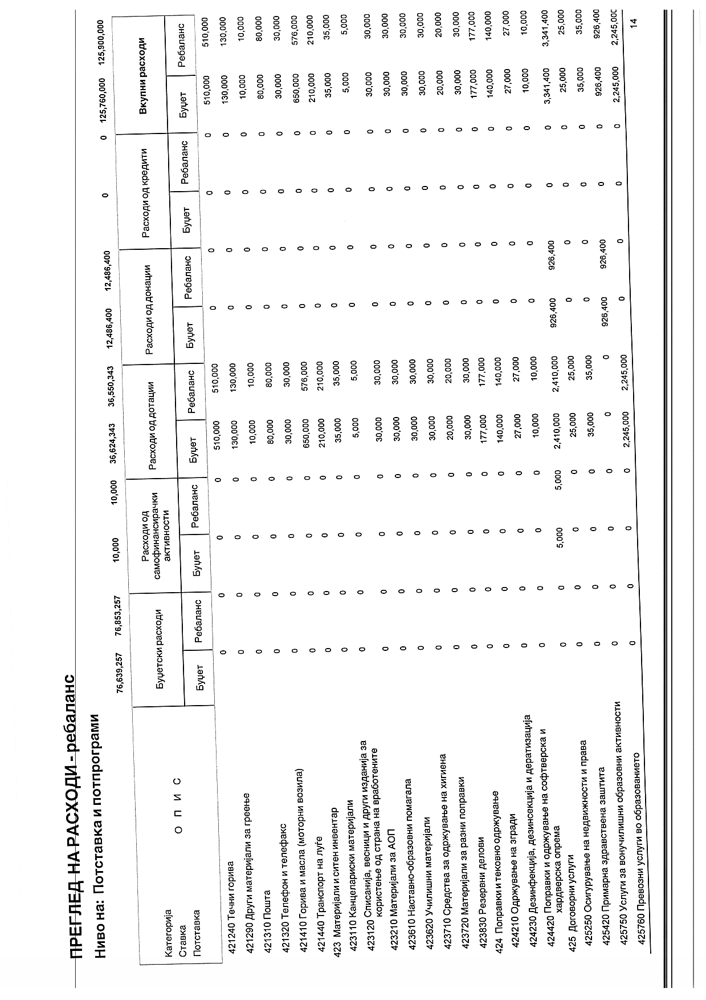 ПРЕГЛЕД НА РАСХОДИ - ребаланс
Ниво на: Потставка и потпрограми
76,639,257 76,853,257 10,000 10,000 36,624,343 36,550,343 12,486,400 12,486,400 0 0 125,760,000 125,900,000
Категорија
Ставка
Потставка
О П И С
Буџетски расходи
Расходи од
самофинансирачки
активности
Расходи од дотации
Расходи од донации
Расходи од кредити
Вкупни расходи
Буџет Ребаланс Буџет Ребаланс Буџет Ребаланс Буџет Ребаланс Буџет Ребаланс Буџет Ребаланс
421240 Течни горива 0 0 0 0 510,000 510,000 0 0 0 0 510,000 510,000
421290 Други материјали за греење 0 0 0 0 130,000 130,000 0 0 0 0 130,000 130,000
421310 Пошта 0 0 0 0 10,000 10,000 0 0 0 0 10,000 10,000
421320 Телефон и телефакс 0 0 0 0 80,000 80,000 0 0 0 0 80,000 80,000
421410 Горива и масла (моторни возила) 0 0 0 0 30,000 30,000 0 0 0 0 30,000 30,000
421440 Транспорт на луѓе 0 0 0 0 650,000 576,000 0 0 0 0 650,000 576,000
423 Материјали и ситен инвентар 0 0 0 0 210,000 210,000 0 0 0 0 210,000 210,000
423110 Канцелариски материјали 0 0 0 0 35,000 35,000 0 0 0 0 35,000 35,000
423120 Списанија, весници и други изданија за 0 0 0 0 5,000 5,000 0 0 0 0 5,000 5,000
користење од страна на вработените
423210 Материјали за АОП 0 0 0 0 30,000 30,000 0 0 0 0 30,000 30,000
423610 Наставно-образовни помагала 0 0 0 0 30,000 30,000 0 0 0 0 30,000 30,000
423620 Училишни материјали 0 0 0 0 30,000 30,000 0 0 0 0 30,000 30,000
423710 Средства за одржување на хигиена 0 0 0 0 30,000 30,000 0 0 0 0 30,000 30,000
423720 Материјали за разни поправки 0 0 0 0 20,000 20,000 0 0 0 0 20,000 20,000
423830 Резервни делови 0 0 0 0 30,000 30,000 0 0 0 0 30,000 30,000
424 Поправки и тековно одржување 0 0 0 0 177,000 177,000 0 0 0 0 177,000 177,000
424210 Одржување на згради 0 0 0 0 140,000 140,000 0 0 0 0 140,000 140,000
424230 Дезинфекција, дезинсекција и дератизација 0 0 0 0 27,000 27,000 0 0 0 0 27,000 27,000
424420 Поправки и одржување на софтверска и 0 0 0 0 10,000 10,000 0 0 0 0 10,000 10,000
хардверска опрема
425 Договорни услуги 0 0 5,000 5,000 2,410,000 2,410,000 926,400 926,400 0 0 3,341,400 3,341,400
425250 Осигурување на недвижности и права 0 0 0 0 25,000 25,000 0 0 0 0 25,000 25,000
425420 Примарна здравствена заштита 0 0 0 0 35,000 35,000 0 0 0 0 35,000 35,000
425750 Услуги за вонучилишни образовни активности 0 0 0 0 0 0 926,400 926,400 0 0 926,400 926,400
425760 Превозни услуги во образованието 0 0 0 0 2,245,000 2,245,000 0 0 0 0 2,245,000 2,245,000
14